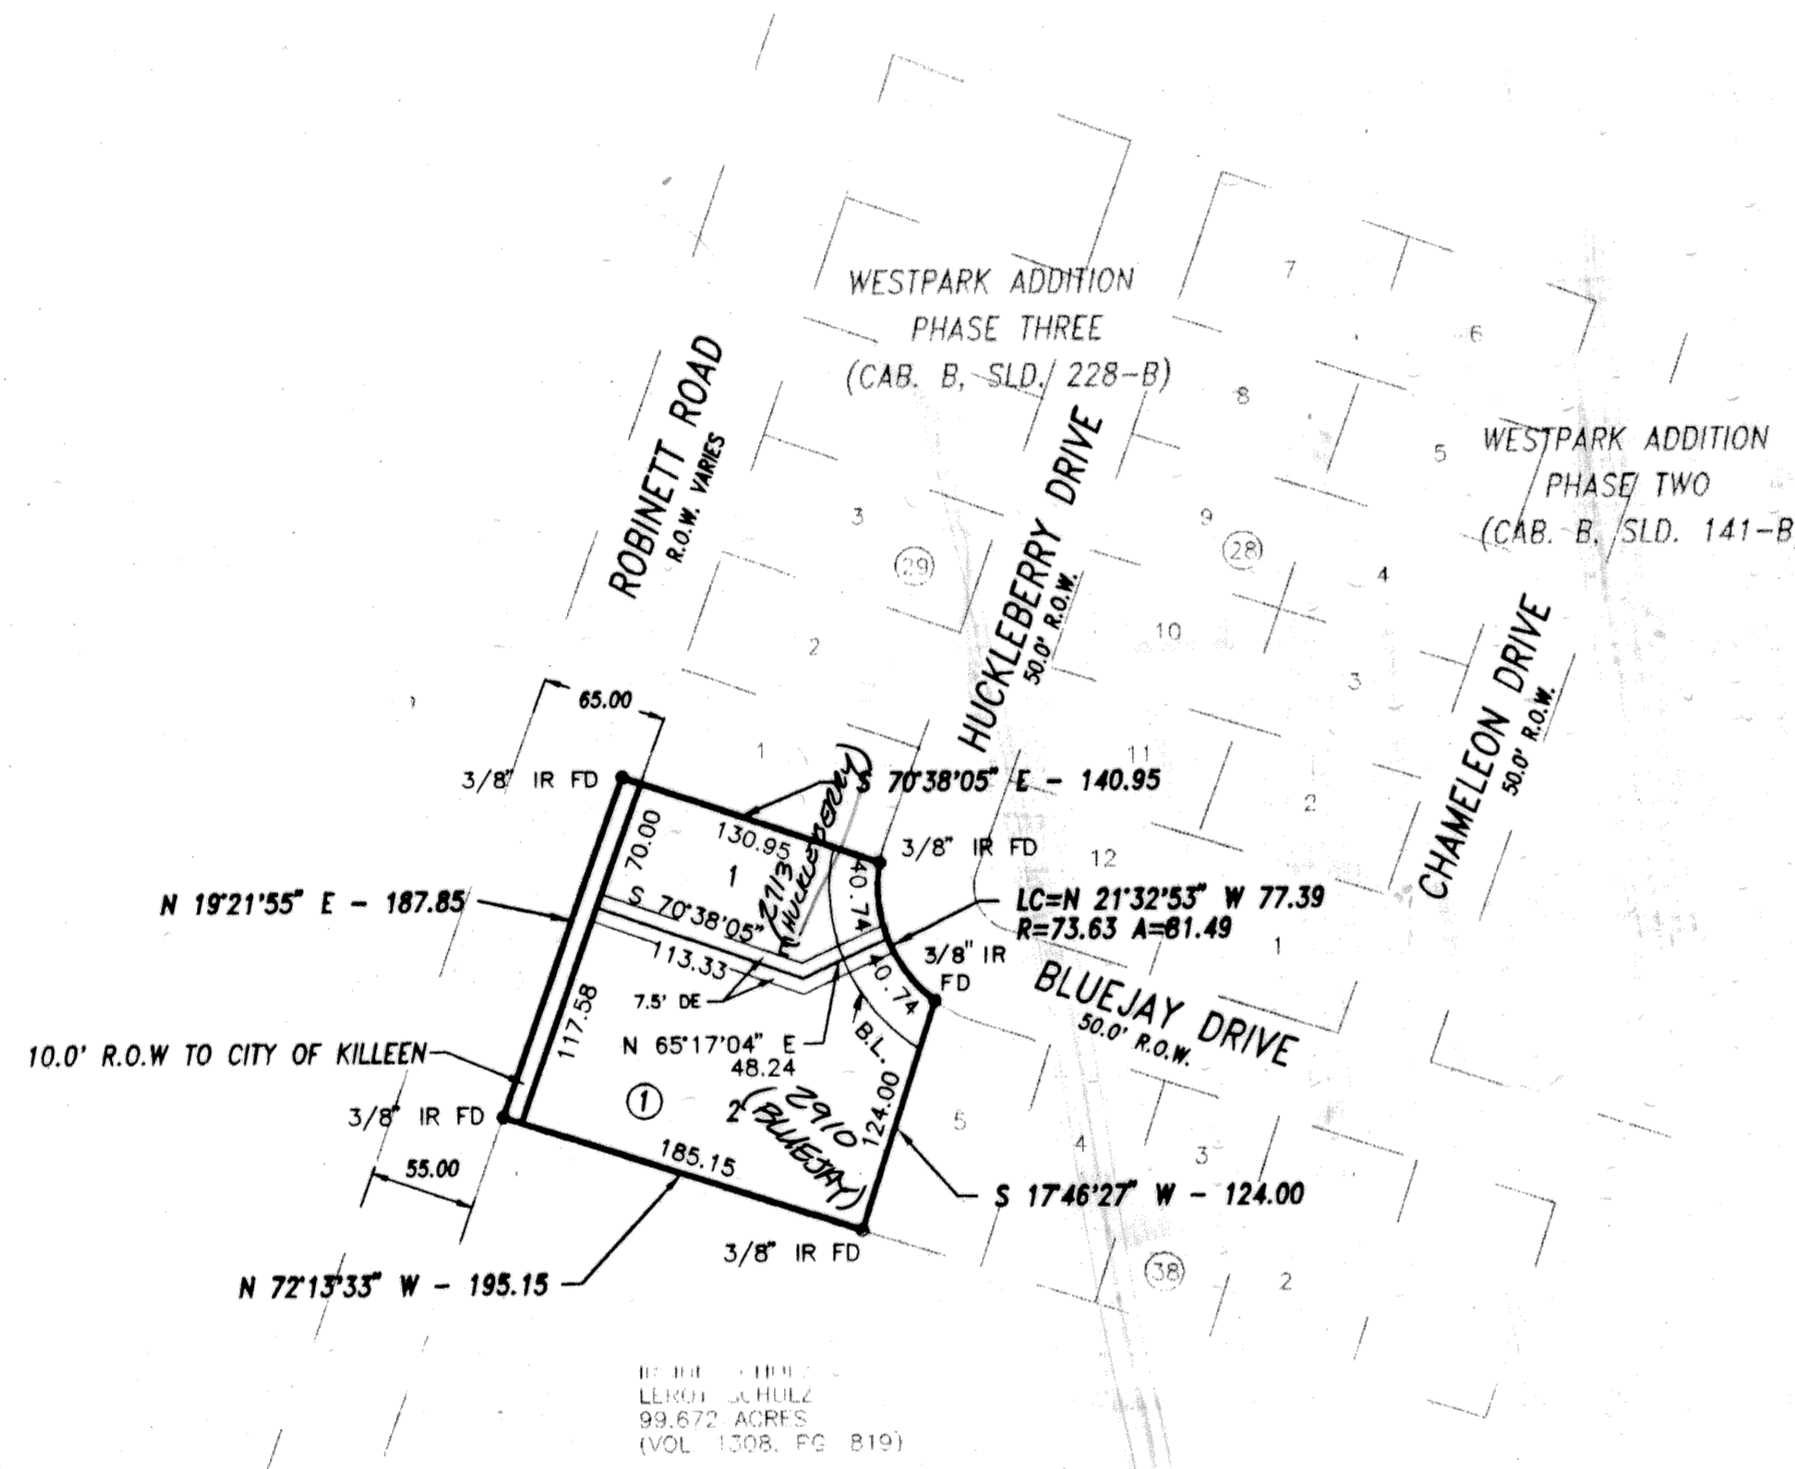 WESTPARK ADDITION
PHASE THREE
(CAB. B, SLD. 228-B)
WESTPARK ADDITION
PHASE TWO
(CAB. B, SLD. 141-B
ROBINETT ROAD
R.O.W. VARIES
HUCKLEBERRY DRIVE
50.0' R.O.W.
CHAMELEON DRIVE
50.0' R.O.W.
BLUEJAY DRIVE
50.0' R.O.W.
7
6
8
5
3
29
9
28
4
2
10
3
1
11
2
12
1
65.00
3/8" IR FD
S 70°38'05" E - 140.95
130.95
3/8" IR FD
70.00
1
2713
(HUCKLEBERRY)
40.74
N 19°21'55" E - 187.85
S 70°38'05" E
LC=N 21°32'53" W 77.39
R=73.63 A=81.49
3/8" IR
FD
113.33
40.74
7.5' DE
117.58
N 65°17'04" E
48.24
B.L.
10.0' R.O.W TO CITY OF KILLEEN
1
2
2910
(BLUEJAY)
124.00
3/8" IR FD
185.15
55.00
5
4
3
S 17°46'27" W - 124.00
3/8" IR FD
N 72°13'33" W - 195.15
38
2
LEROY SCHULZ
99.672 ACRES
(VOL 1308, PG 819)